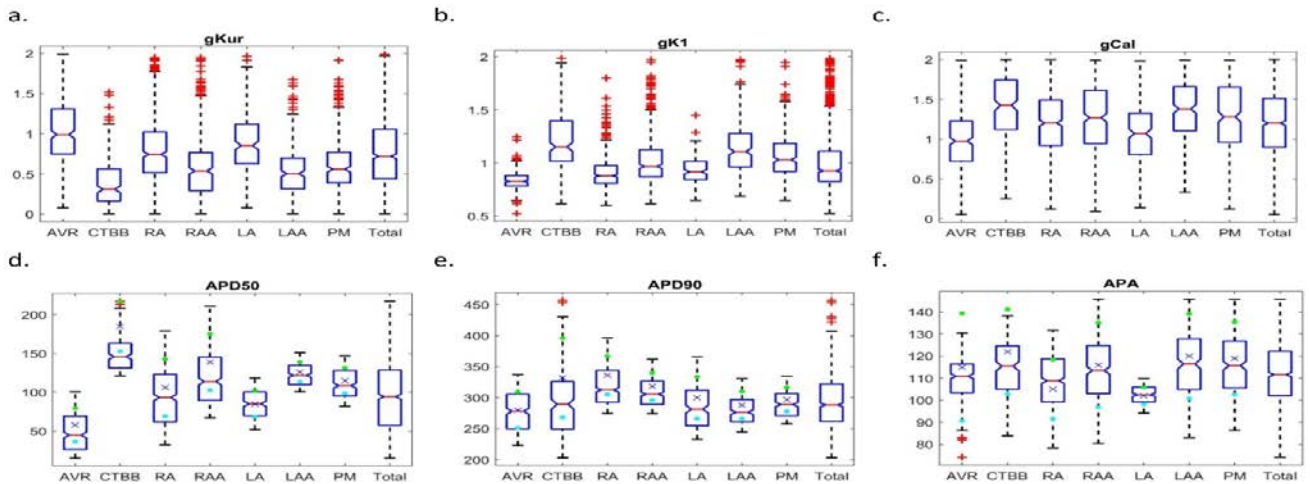 a.
b.
c.
gKur
gK1
gCal
2
1.5
1
0.5
0
AVR CTBB RA RAA LA LAA PM Total
2
1.5
1
0.5
AVR CTBB RA RAA LA LAA PM Total
2
1.5
1
0.5
0
AVR CTBB RA RAA LA LAA PM Total
d.
e.
f.
APD50
APD90
APA
200
150
100
50
AVR CTBB RA RAA LA LAA PM Total
450
400
350
300
250
200
AVR CTBB RA RAA LA LAA PM Total
140
130
120
110
100
90
80
AVR CTBB RA RAA LA LAA PM Total